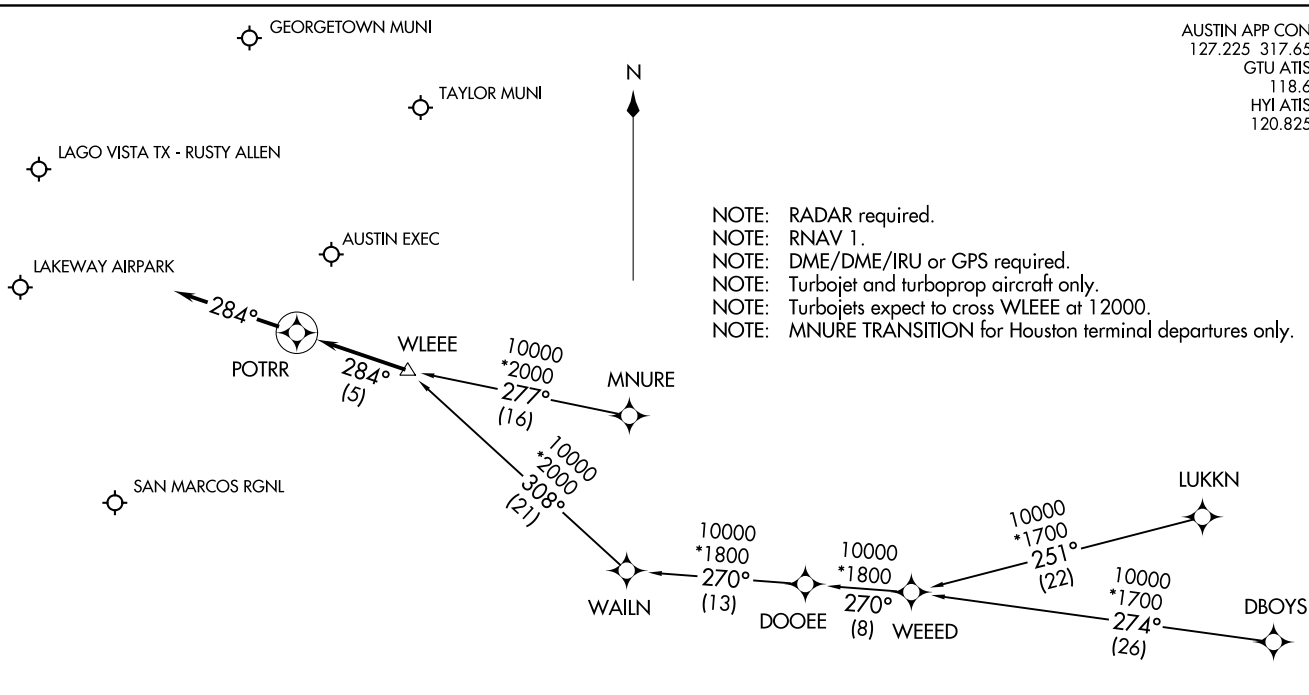 GEORGETOWN MUNI
AUSTIN APP CON
127.225 317.65
GTU ATIS
118.6
HYI ATIS
120.825
N
TAYLOR MUNI
LAGO VISTA TX - RUSTY ALLEN
NOTE: RADAR required.
NOTE: RNAV 1.
NOTE: DME/DME/IRU or GPS required.
NOTE: Turbojet and turboprop aircraft only.
NOTE: Turbojets expect to cross WLEEE at 12000.
NOTE: MNURE TRANSITION for Houston terminal departures only.
AUSTIN EXEC
LAKEWAY AIRPARK
284°
POTRR
284°
(5)
WLEEE
10000
*2000
277°
(16)
MNURE
10000
*2000
308°
(21)
SAN MARCOS RGNL
WAILN
10000
*1800
270°
(13)
DOOEE
10000
*1800
270°
(8)
WEEED
10000
*1700
251°
(22)
LUKKN
10000
*1700
274°
(26)
DBOYS